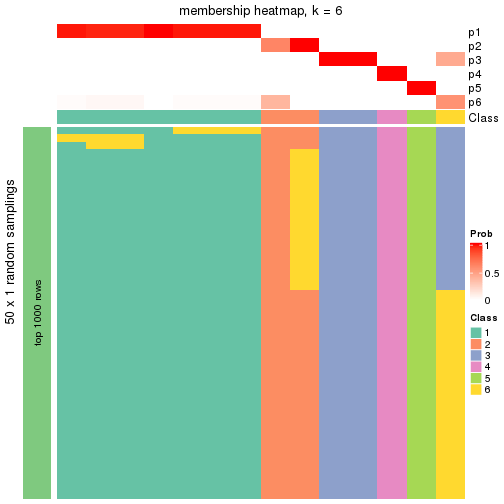 membership heatmap, k = 6
p1
p2
p3
p4
p5
p6
Class
50 x 1 random samplings
top 1000 rows
Prob
1
0.5
0
Class
1
2
3
4
5
6